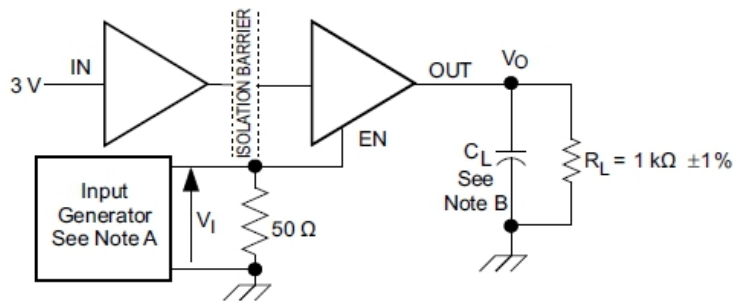 ISOLATION BARRIER
IN
3 V
OUT
VO
EN
CL
See
Note B
RL = 1 kΩ ±1%
Input
Generator
See Note A
VI
50 Ω